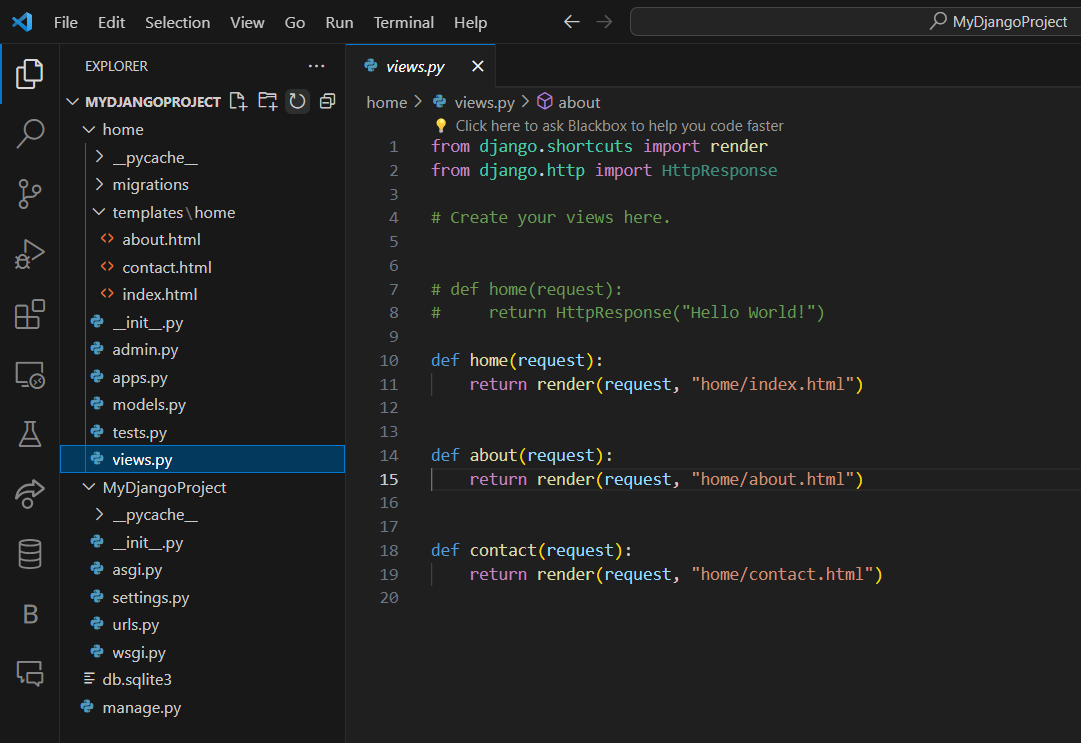 File Edit Selection View Go Run Terminal Help MyDjangoProject
EXPLORER
MYDJANGOPROJECT
home
__pycache__
migrations
templates\home
about.html
contact.html
index.html
__init__.py
admin.py
apps.py
models.py
tests.py
views.py
MyDjangoProject
__pycache__
__init__.py
asgi.py
settings.py
urls.py
wsgi.py
db.sqlite3
manage.py
B
views.py
home > views.py > about
Click here to ask Blackbox to help you code faster
1 from django.shortcuts import render
2 from django.http import HttpResponse
3
4 # Create your views here.
5
6
7 # def home(request):
8 #     return HttpResponse("Hello World!")
9
10 def home(request):
11     return render(request, "home/index.html")
12
13
14 def about(request):
15     return render(request, "home/about.html")
16
17
18 def contact(request):
19     return render(request, "home/contact.html")
20